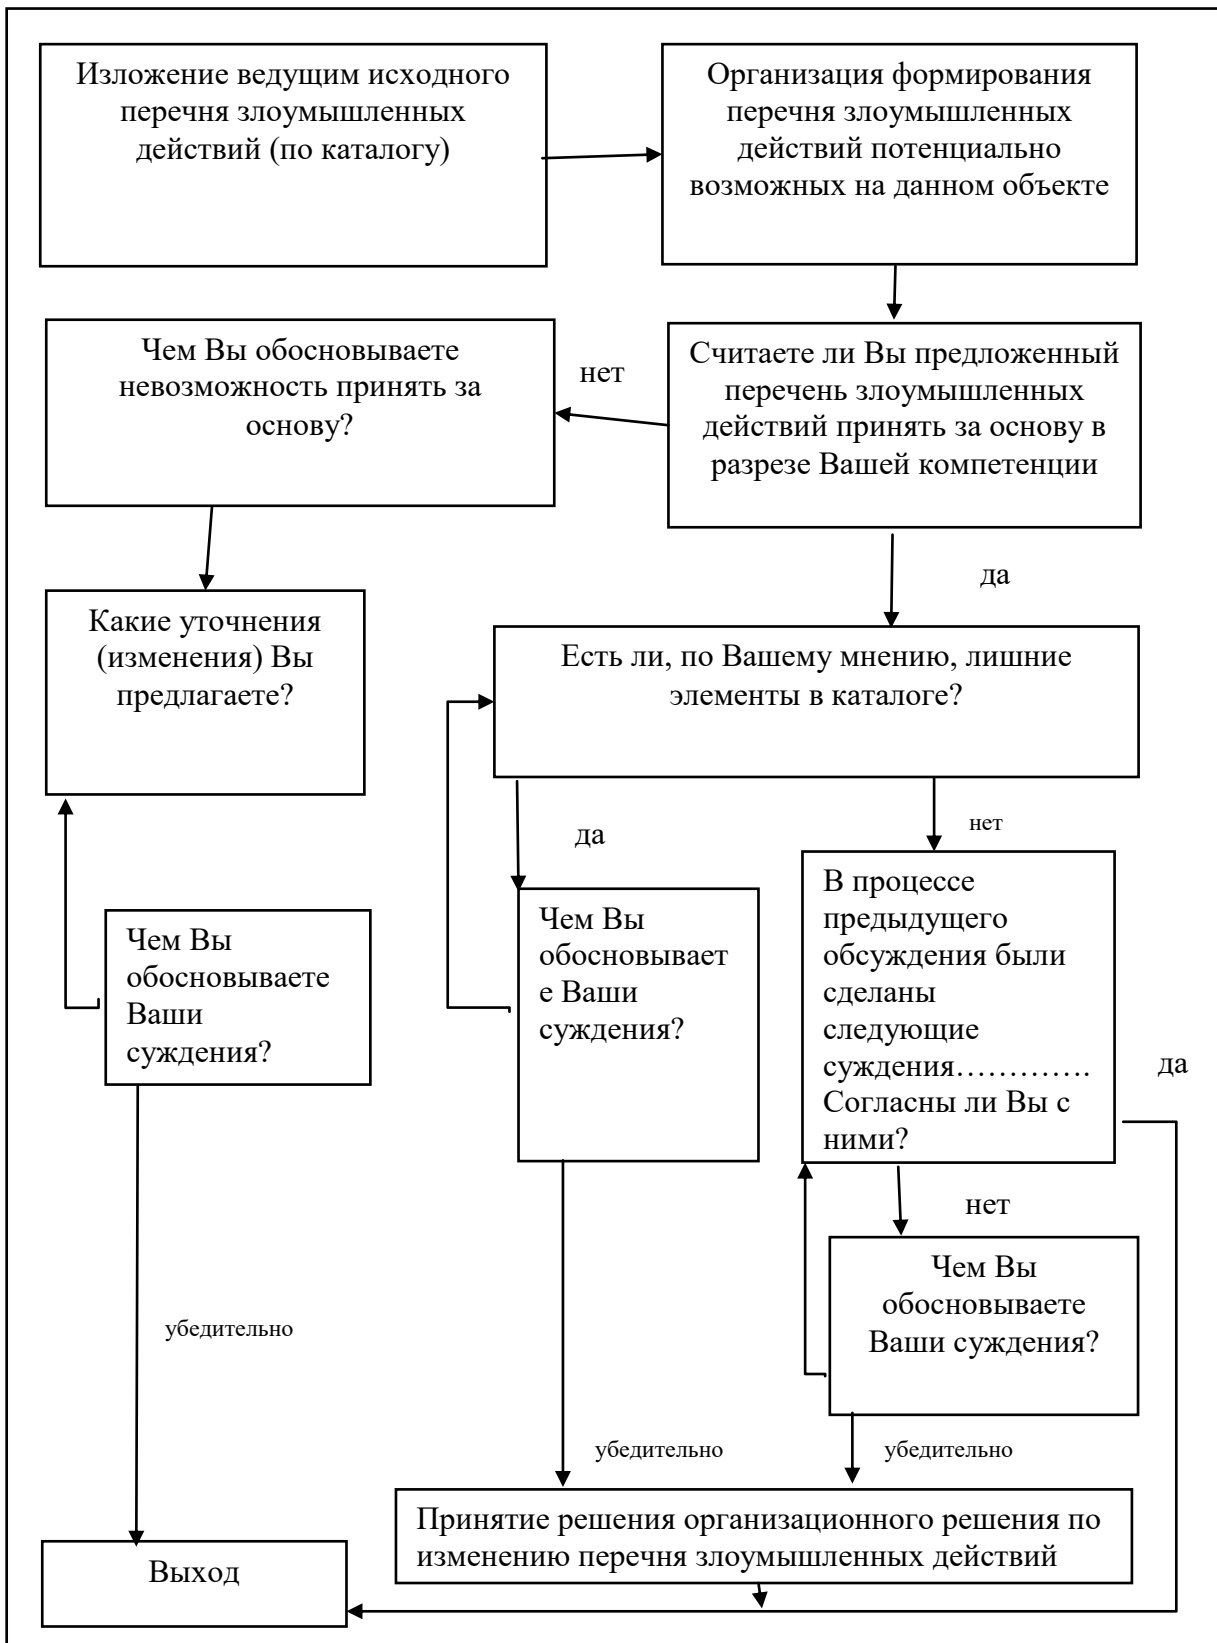 Изложение ведущим исходного
перечня злоумышленных
действий (по каталогу)
Организация формирования
перечня злоумышленных
действий потенциально
возможных на данном объекте
Чем Вы обосновываете
невозможность принять за
основу?
нет
Считаете ли Вы предложенный
перечень злоумышленных
действий принять за основу в
разрезе Вашей компетенции
да
Какие уточнения
(изменения) Вы
предлагаете?
Есть ли, по Вашему мнению, лишние
элементы в каталоге?
да
нет
Чем Вы
обосновываете
Ваши
суждения?
Чем Вы
обосновывает
е Ваши
суждения?
В процессе
предыдущего
обсуждения были
сделаны
следующие
суждения………….
Согласны ли Вы с
ними?
да
нет
Чем Вы
обосновываете
Ваши суждения?
убедительно
убедительно
убедительно
Принятие решения организационного решения по
изменению перечня злоумышленных действий
Выход